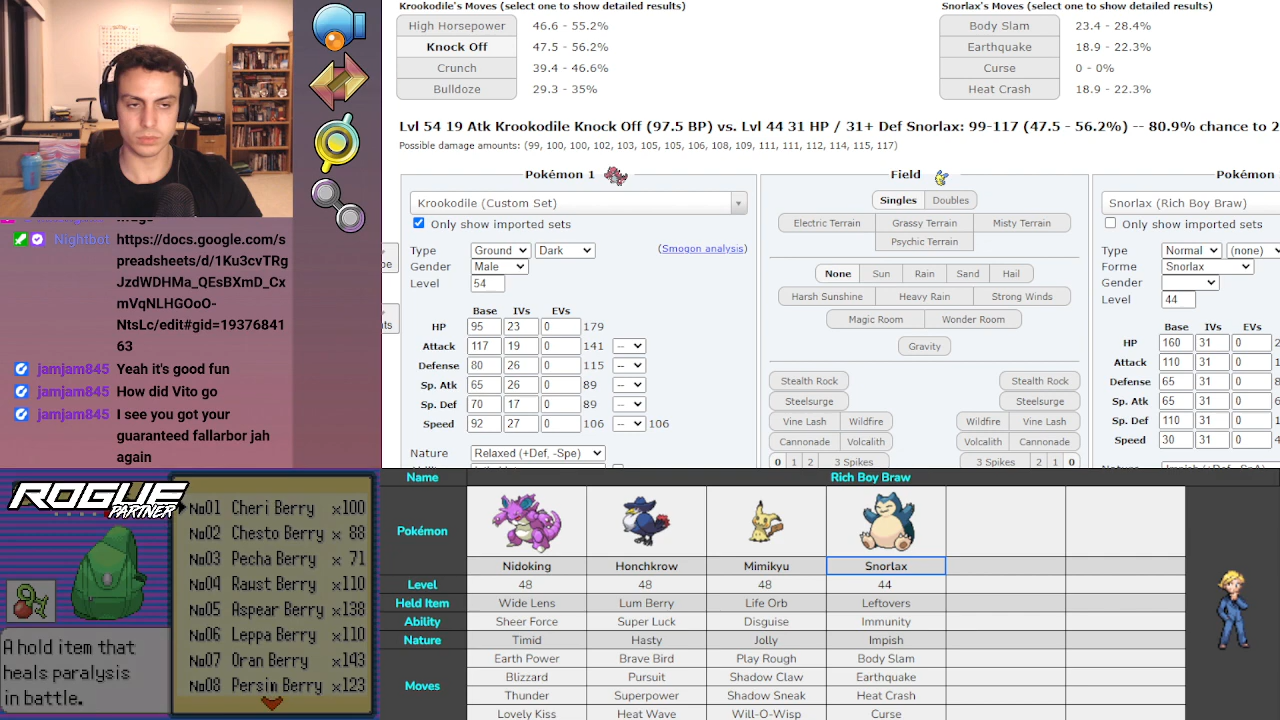 Krookodile's Moves (select one to show detailed results)
High Horsepower 46.6 - 55.2%
Knock Off 47.5 - 56.2%
Crunch 39.4 - 46.6%
Bulldoze 29.3 - 35%
Snorlax's Moves (select one to show detailed results)
Body Slam 23.4 - 28.4%
Earthquake 18.9 - 22.3%
Curse 0 - 0%
Heat Crash 18.9 - 22.3%
Lvl 54 19 Atk Krookodile Knock Off (97.5 BP) vs. Lvl 44 31 HP / 31+ Def Snorlax: 99-117 (47.5 - 56.2%) -- 80.9% chance to 2
Possible damage amounts: (99, 100, 100, 102, 103, 105, 105, 106, 108, 109, 111, 111, 112, 114, 115, 117)
Pokémon 1
Krookodile (Custom Set)
Only show imported sets
Type Ground Dark (Smogon analysis)
Gender Male
Level 54
Base IVs EVs
HP 95 23 0 179
Attack 117 19 0 141 --
Defense 80 26 0 115 --
Sp. Atk 65 26 0 89 --
Sp. Def 70 17 0 89 --
Speed 92 27 0 106 -- 106
Nature Relaxed (+Def, -Spe)
Field
Singles Doubles
Electric Terrain Grassy Terrain Misty Terrain
Psychic Terrain
None Sun Rain Sand Hail
Harsh Sunshine Heavy Rain Strong Winds
Magic Room Wonder Room
Gravity
Stealth Rock Stealth Rock
Steelsurge Steelsurge
Vine Lash Wildfire Wildfire Vine Lash
Cannonade Volcalith Volcalith Cannonade
0 1 2 3 Spikes 3 Spikes 2 1 0
Pokémon
Snorlax (Rich Boy Braw)
Only show imported sets
Type Normal (none)
Forme Snorlax
Gender
Level 44
Base IVs EVs
HP 160 31 0
Attack 110 31 0
Defense 65 31 0
Sp. Atk 65 31 0
Sp. Def 110 31 0
Speed 30 31 0
Nightbot https://docs.google.com/s
preadsheets/d/1Ku3cvTRg
JzdWDHMa_QEsBXmD_Cx
mVqNLHGOoO-
NtsLc/edit#gid=19376841
63
jamjam845 Yeah it's good fun
jamjam845 How did Vito go
jamjam845 I see you got your
guaranteed fallarbor jah
again
ROGUE
PARTNER
No01 Cheri Berry x100
No02 Chesto Berry x 88
No03 Pecha Berry x 71
No04 Rawst Berry x110
No05 Aspear Berry x138
No06 Leppa Berry x110
No07 Oran Berry x143
No08 Persim Berry x123
A hold item that
heals paralysis
in battle.
Name Rich Boy Braw
Pokémon Nidoking Honchkrow Mimikyu Snorlax
Level 48 48 48 44
Held Item Wide Lens Lum Berry Life Orb Leftovers
Ability Sheer Force Super Luck Disguise Immunity
Nature Timid Hasty Jolly Impish
Moves Earth Power Brave Bird Play Rough Body Slam
Blizzard Pursuit Shadow Claw Earthquake
Thunder Superpower Shadow Sneak Heat Crash
Lovely Kiss Heat Wave Will-O-Wisp Curse